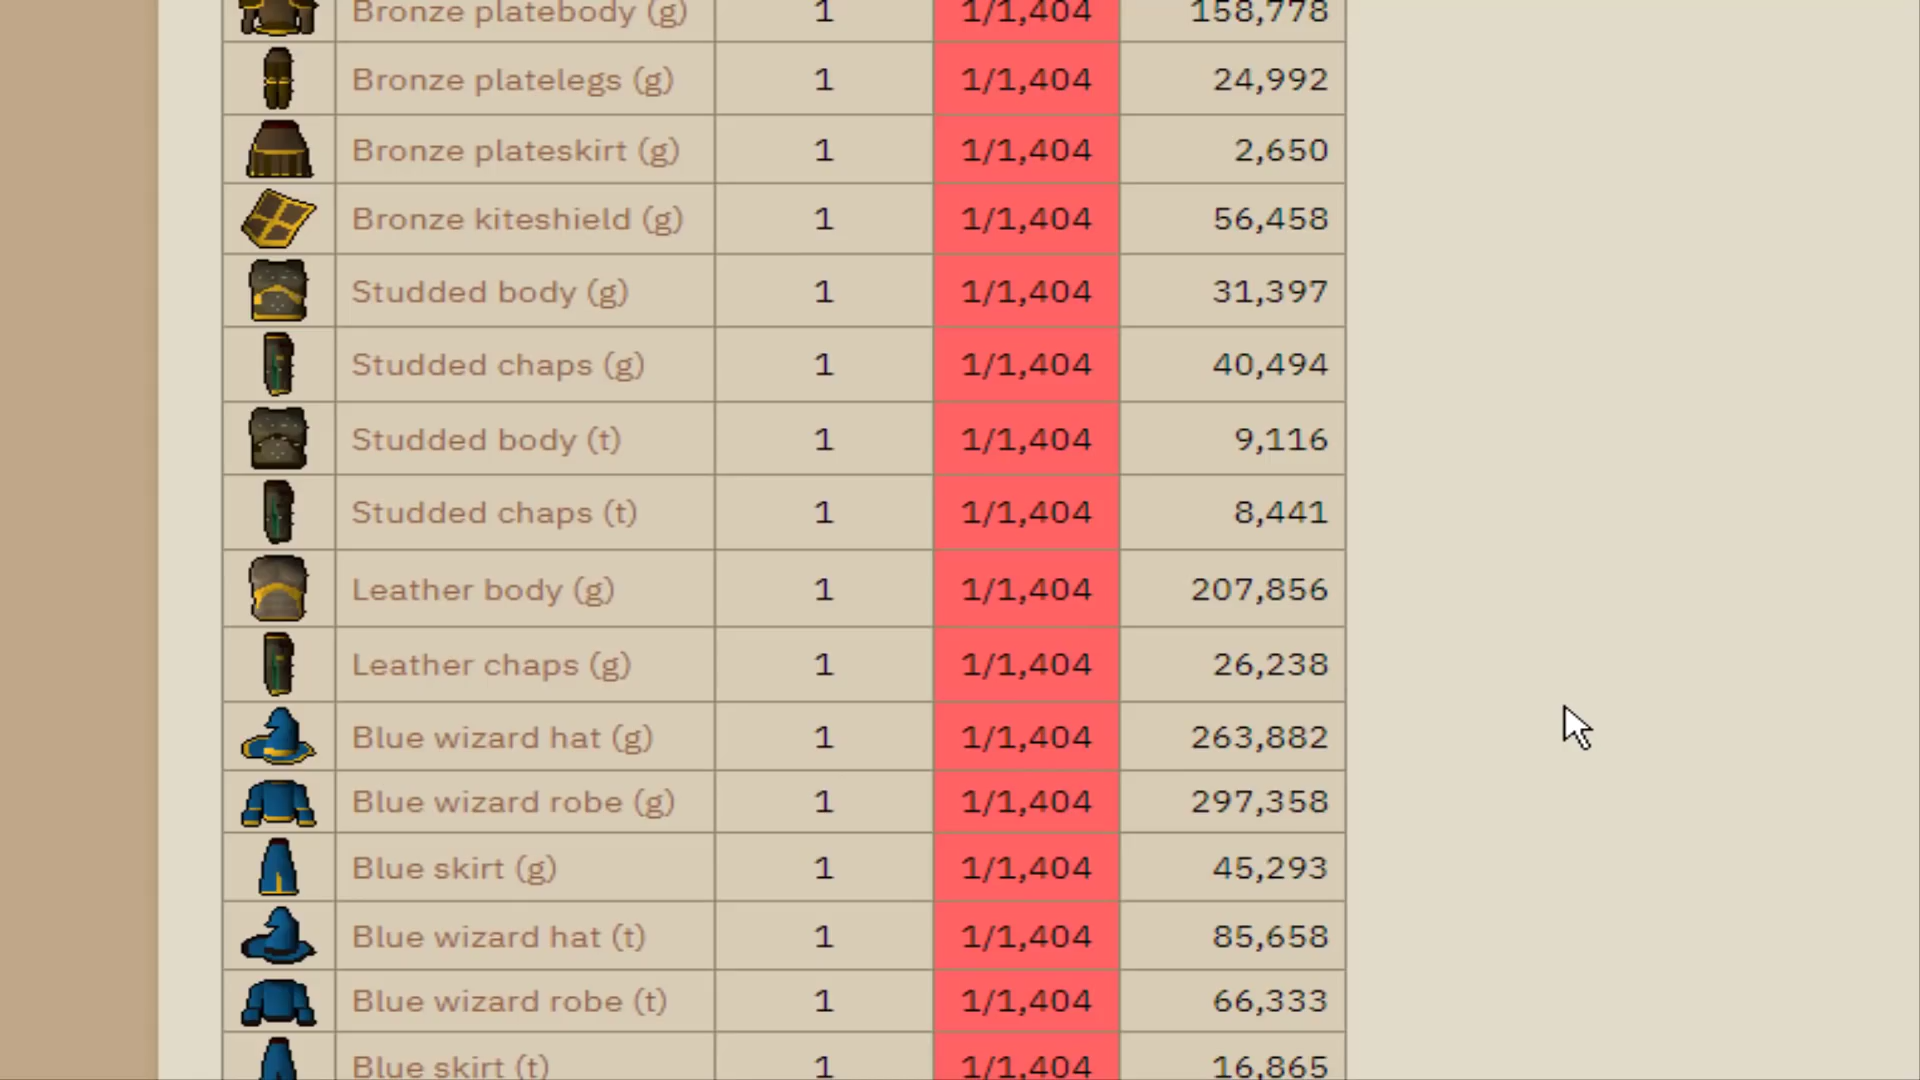 Bronze platebody (g) 1 1/1,404 158,778
Bronze platelegs (g) 1 1/1,404 24,992
Bronze plateskirt (g) 1 1/1,404 2,650
Bronze kiteshield (g) 1 1/1,404 56,458
Studded body (g) 1 1/1,404 31,397
Studded chaps (g) 1 1/1,404 40,494
Studded body (t) 1 1/1,404 9,116
Studded chaps (t) 1 1/1,404 8,441
Leather body (g) 1 1/1,404 207,856
Leather chaps (g) 1 1/1,404 26,238
Blue wizard hat (g) 1 1/1,404 263,882
Blue wizard robe (g) 1 1/1,404 297,358
Blue skirt (g) 1 1/1,404 45,293
Blue wizard hat (t) 1 1/1,404 85,658
Blue wizard robe (t) 1 1/1,404 66,333
Blue skirt (t) 1 1/1,404 16,865